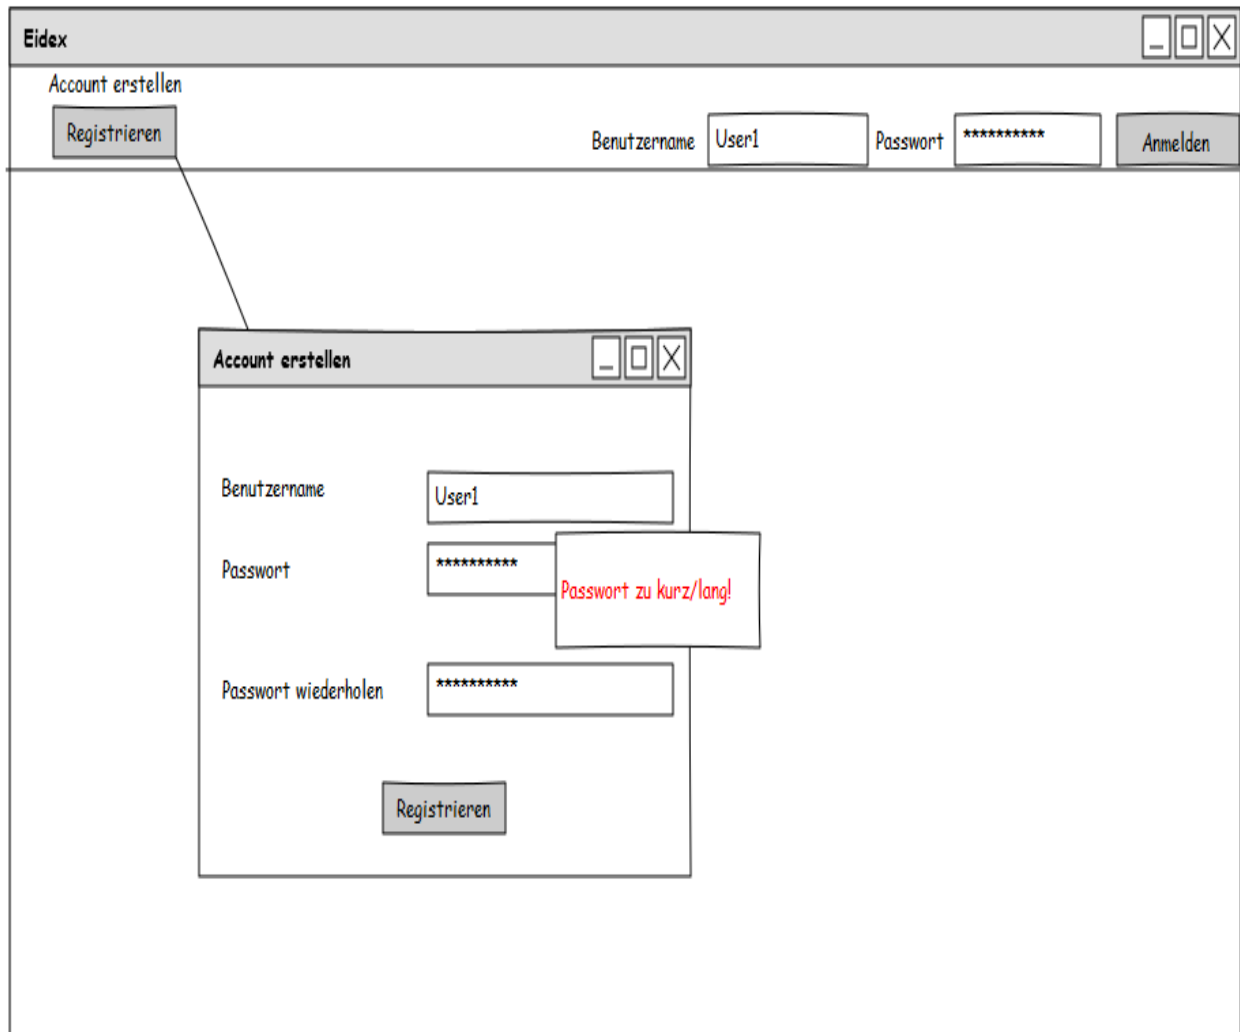 Eidex
Account erstellen
Registrieren
Benutzername User1 Passwort ********** Anmelden
Account erstellen
Benutzername User1
Passwort **********
Passwort zu kurz/lang!
Passwort wiederholen **********
Registrieren